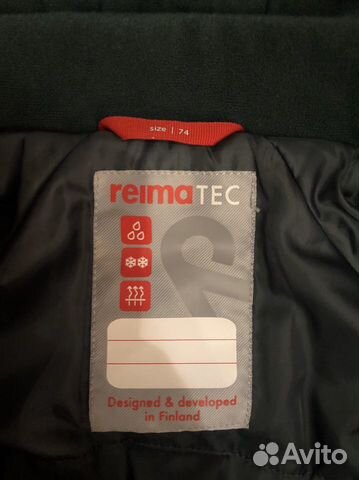 size | 74
reimaTEC
Designed & developed
in Finland
Avito